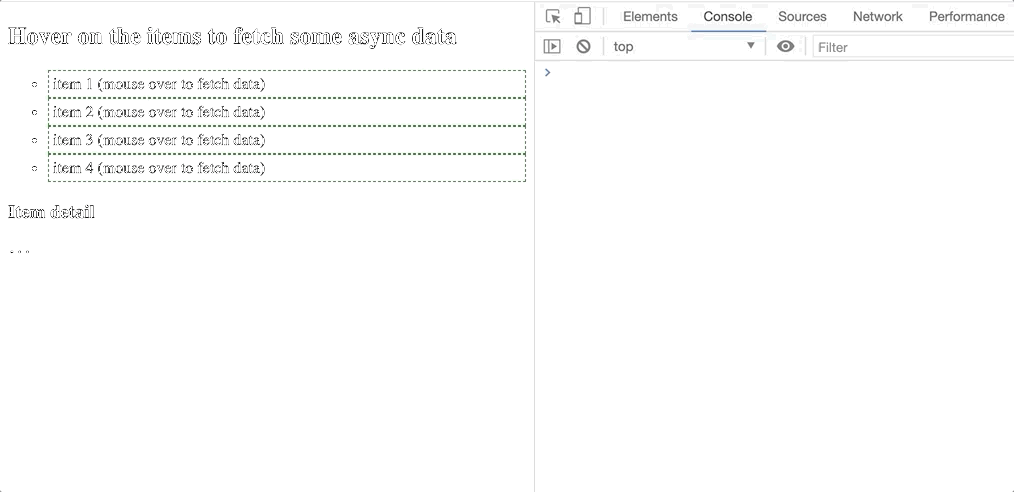 Hover on the items to fetch some async data
item 1 (mouse over to fetch data)
item 2 (mouse over to fetch data)
item 3 (mouse over to fetch data)
item 4 (mouse over to fetch data)
Item detail
...
Elements Console Sources Network Performance
top Filter